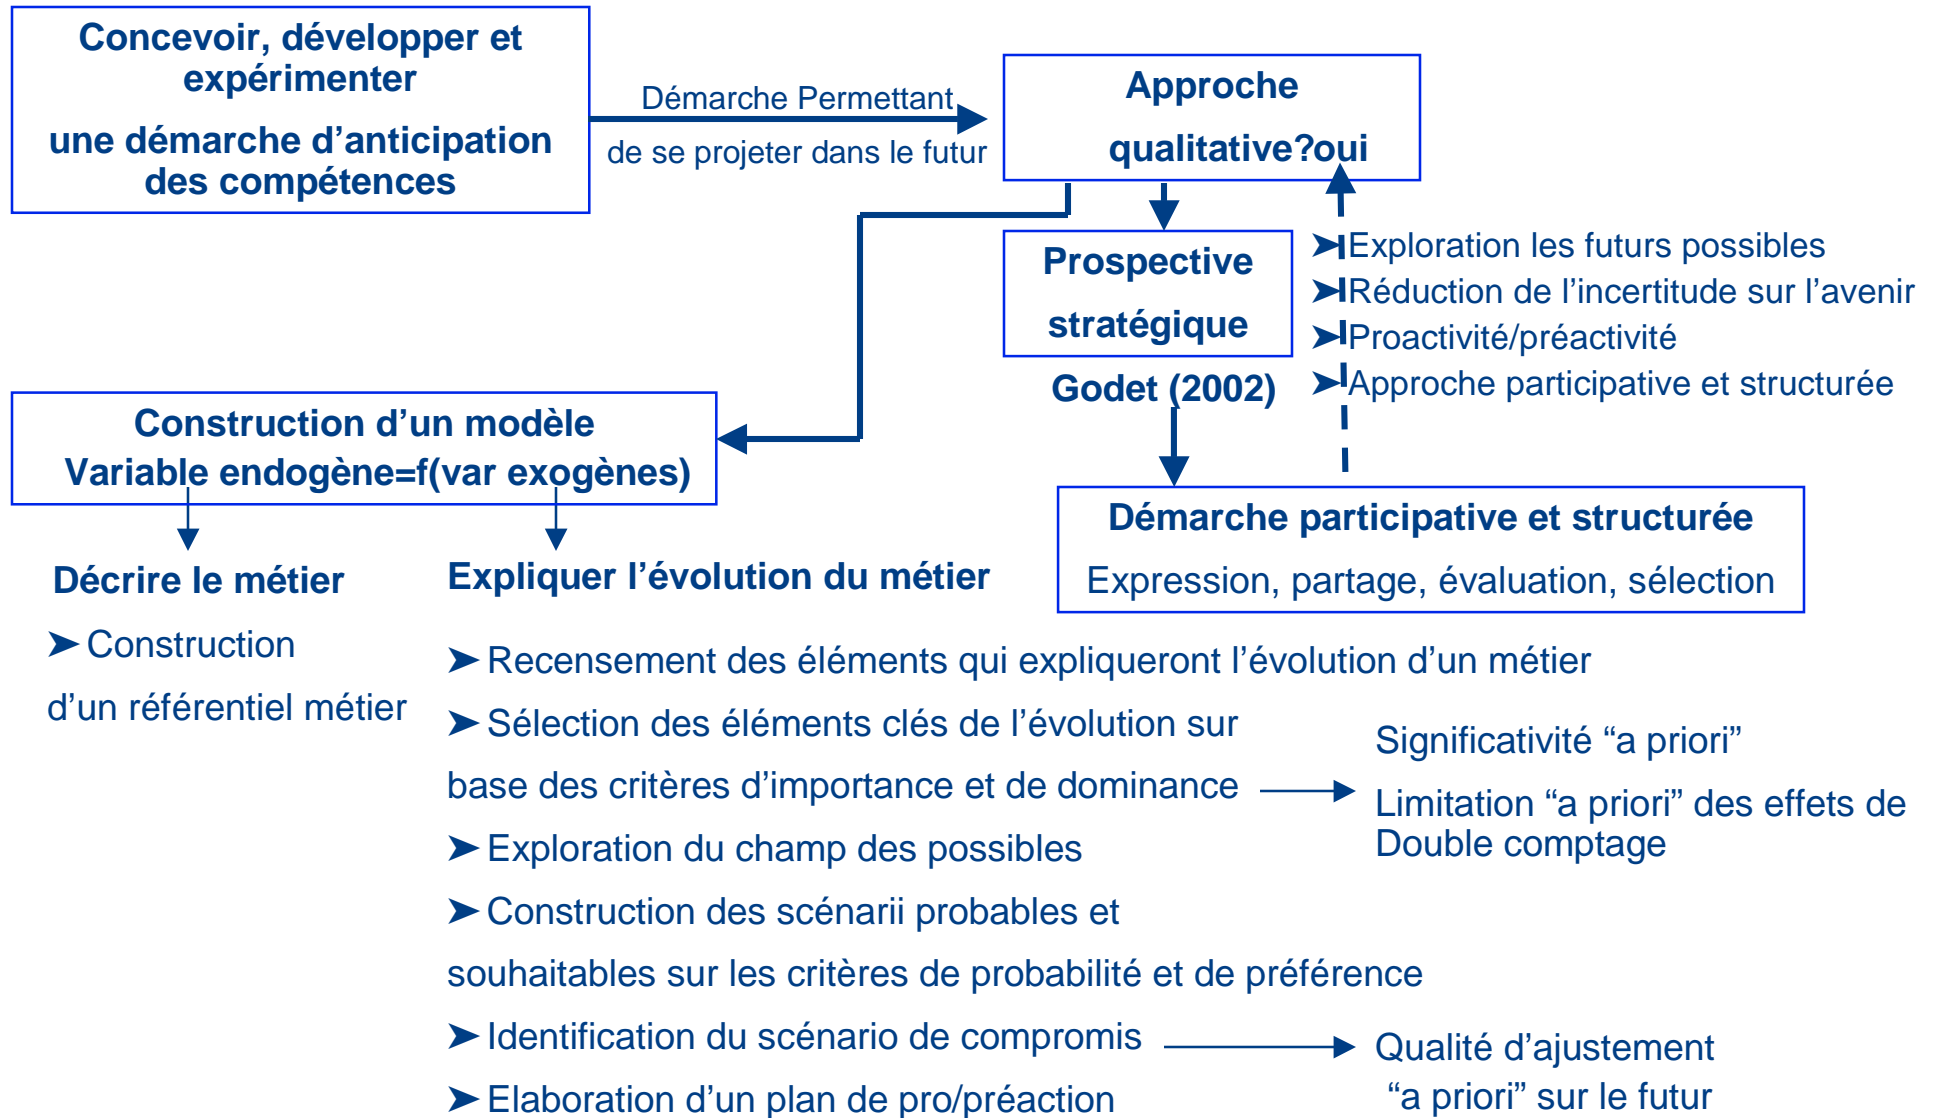 Concevoir, développer et
expérimenter
une démarche d’anticipation
des compétences
Démarche Permettant
de se projeter dans le futur
Approche
qualitative?oui
Prospective
stratégique
Godet (2002)
➤Exploration les futurs possibles
➤Réduction de l’incertitude sur l’avenir
➤Proactivité/préactivité
➤Approche participative et structurée
Construction d’un modèle
Variable endogène=f(var exogènes)
Démarche participative et structurée
Expression, partage, évaluation, sélection
Décrire le métier
➤Construction
d’un référentiel métier
Expliquer l’évolution du métier
➤Recensement des éléments qui expliqueront l’évolution d’un métier
➤Sélection des éléments clés de l’évolution sur
base des critères d’importance et de dominance
Significativité “a priori”
Limitation “a priori” des effets de
Double comptage
➤Exploration du champ des possibles
➤Construction des scénarii probables et
souhaitables sur les critères de probabilité et de préférence
➤Identification du scénario de compromis
Qualité d’ajustement
“a priori” sur le futur
➤Elaboration d’un plan de pro/préaction